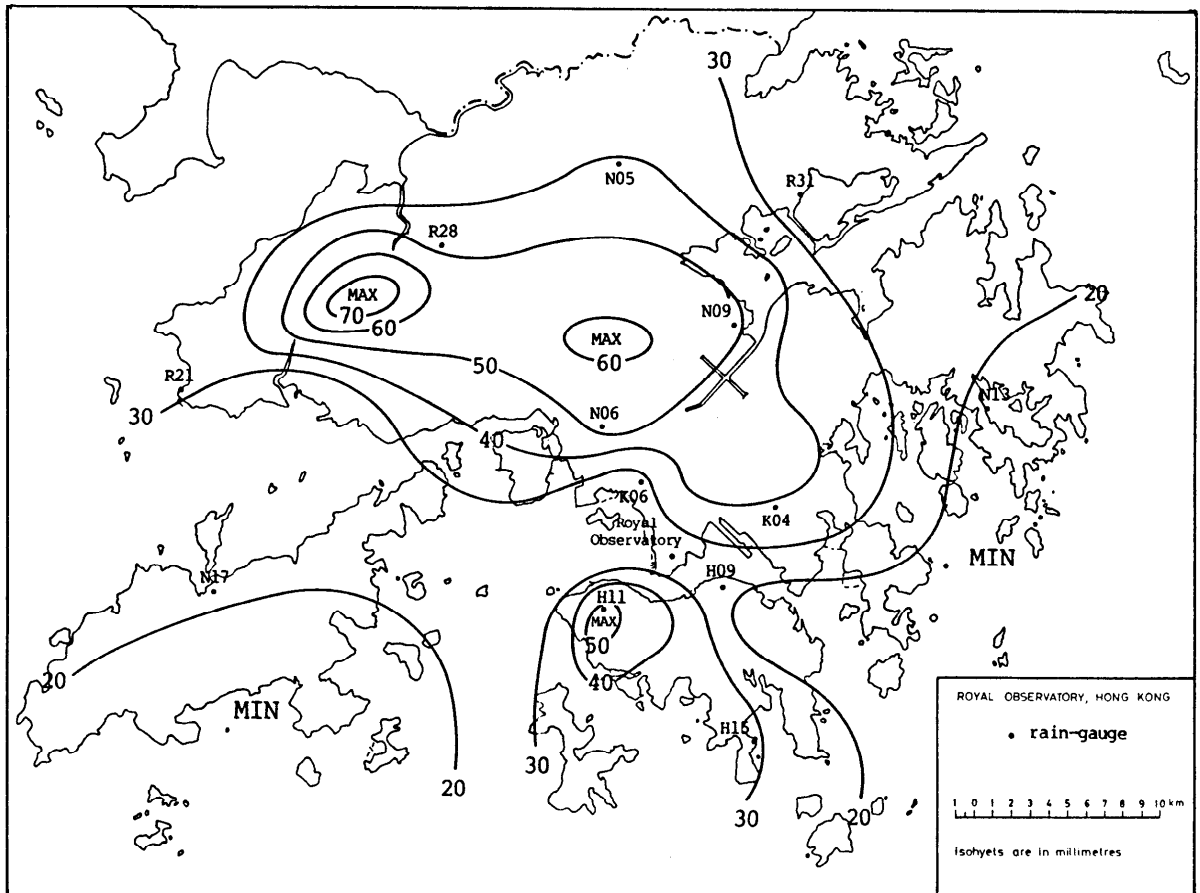 30
N05
R31
R28
20
MAX
70
60
N09
MAX
60
50
R21
30
N13
N06
40
K06
K04
Royal
Observatory
MIN
H09
N17
H11
MAX
50
20
40
MIN
H15
30
20
30
20
ROYAL OBSERVATORY, HONG KONG
• rain-gauge
1 0 1 2 3 4 5 6 7 8 9 10 km
Isohyets are in millimetres